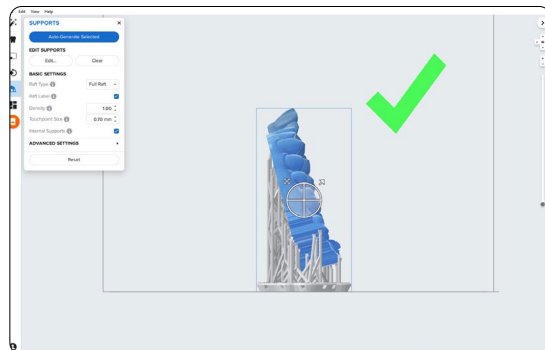 Edit View Help
SUPPORTS
Auto-Generate Selected
EDIT SUPPORTS
Edit...
Clear
BASIC SETTINGS
Raft Type
Full Raft
Raft Label
Density
1.00
Touchpoint Size
0.70 mm
Internal Supports
ADVANCED SETTINGS
Reset